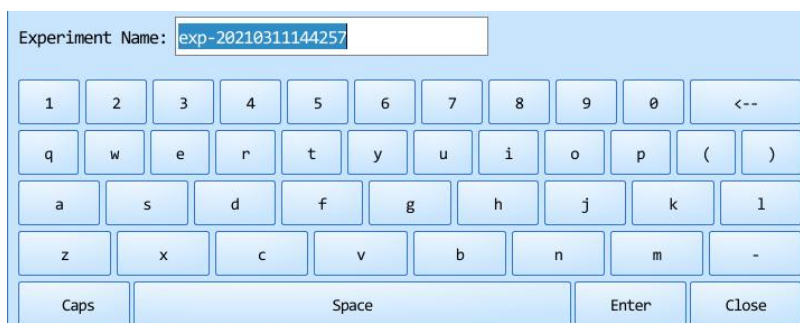 Experiment Name: exp-20210311144257
1 2 3 4 5 6 7 8 9 0 <--
q w e r t y u i o p ( )
a s d f g h j k l
z x c v b n m -
Caps Space Enter Close